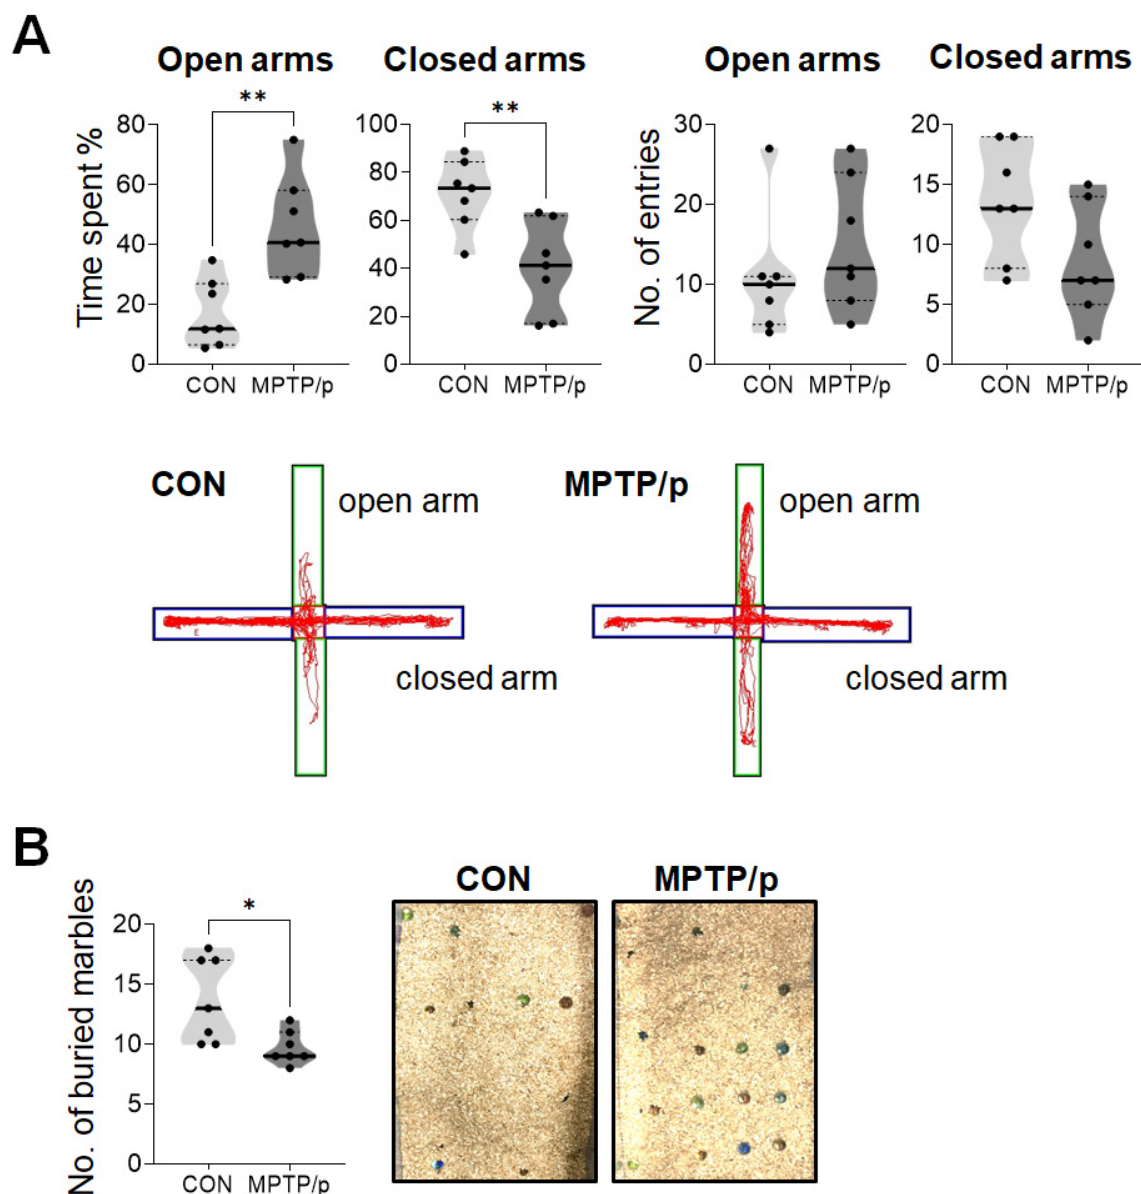 A
Open arms
Closed arms
Open arms
Closed arms
**
**
Time spent %
80
60
40
20
0
CON
MPTP/p
100
80
60
40
20
0
CON
MPTP/p
No. of entries
30
20
10
0
CON
MPTP/p
20
15
10
5
0
CON
MPTP/p
CON
open arm
closed arm
MPTP/p
open arm
closed arm
B
No. of buried marbles
*
20
15
10
5
0
CON
MPTP/p
CON
MPTP/p